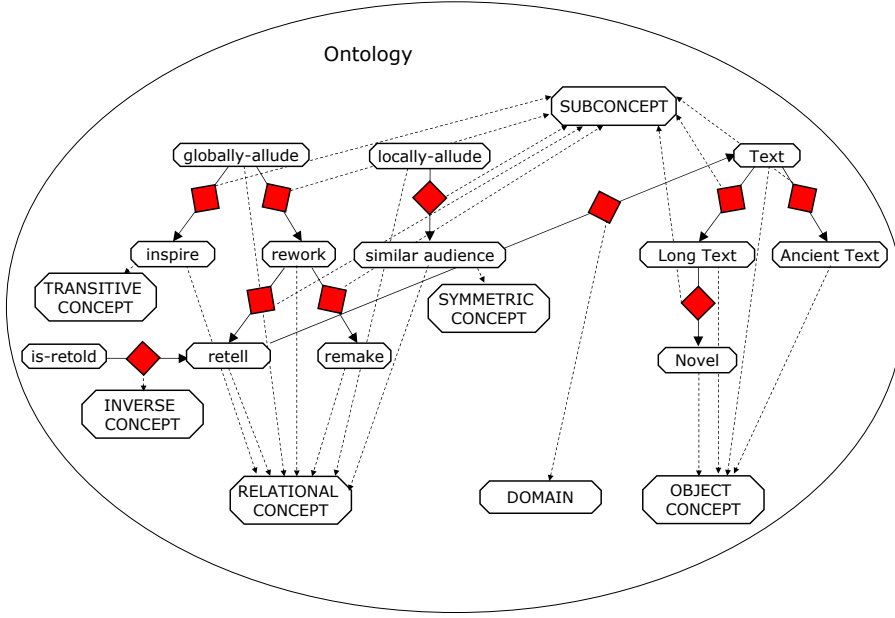 Ontology
SUBCONCEPT
globally-allude
locally-allude
Text
inspire
rework
similar audience
Long Text
Ancient Text
TRANSITIVE
CONCEPT
SYMMETRIC
CONCEPT
is-retold
retell
remake
Novel
INVERSE
CONCEPT
RELATIONAL
CONCEPT
DOMAIN
OBJECT
CONCEPT